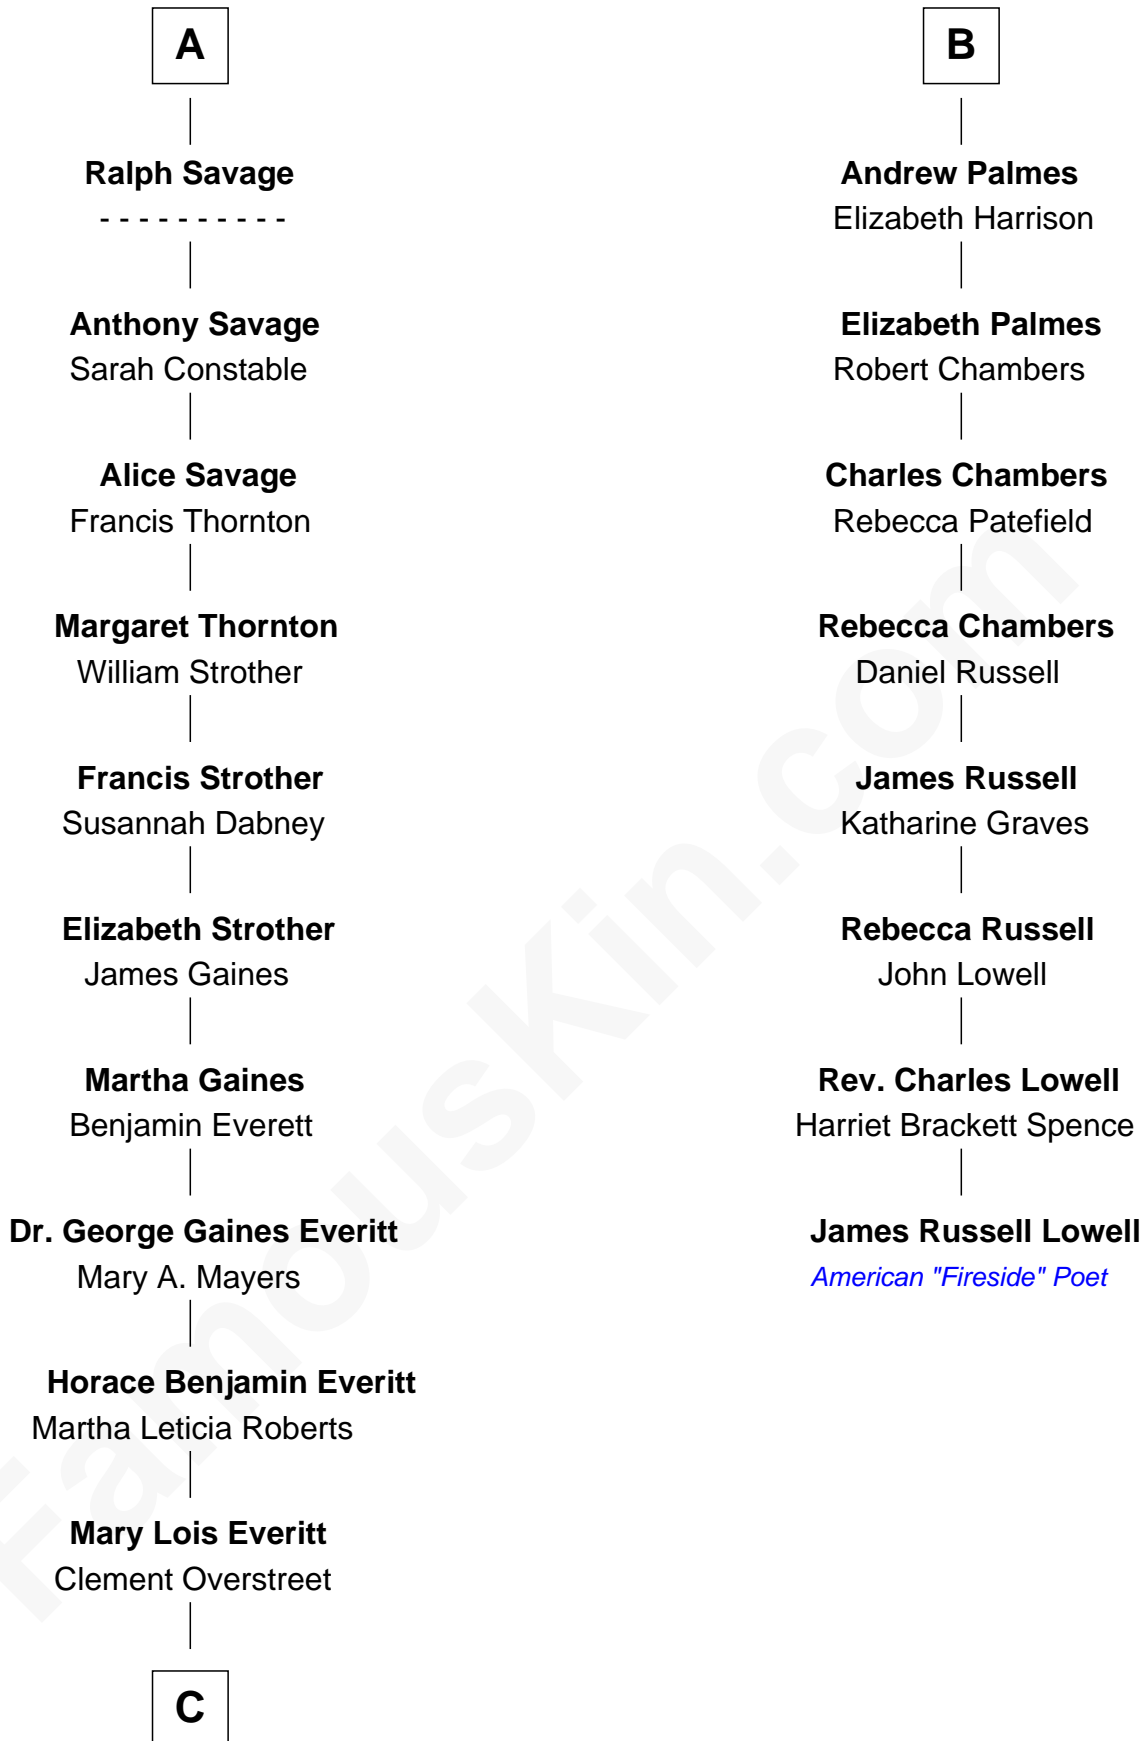 A
Ralph Savage
- - - - - - - - - -
Anthony Savage
Sarah Constable
Alice Savage
Francis Thornton
Margaret Thornton
William Strother
Francis Strother
Susannah Dabney
Elizabeth Strother
James Gaines
Martha Gaines
Benjamin Everett
Dr. George Gaines Everitt
Mary A. Mayers
Horace Benjamin Everitt
Martha Leticia Roberts
Mary Lois Everitt
Clement Overstreet
C
B
Andrew Palmes
Elizabeth Harrison
Elizabeth Palmes
Robert Chambers
Charles Chambers
Rebecca Patefield
Rebecca Chambers
Daniel Russell
James Russell
Katharine Graves
Rebecca Russell
John Lowell
Rev. Charles Lowell
Harriet Brackett Spence
James Russell Lowell
American "Fireside" Poet
FamousKin.com